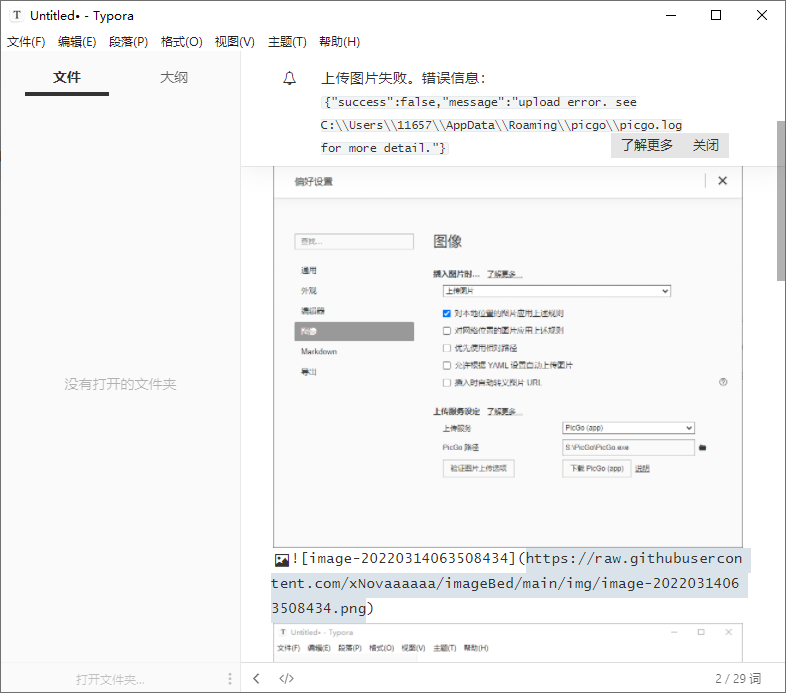 Untitled• - Typora
文件(F) 编辑(E) 段落(P) 格式(O) 视图(V) 主题(T) 帮助(H)
文件 大纲
上传图片失败。错误信息：
{"success":false,"message":"upload error. see
C:\\Users\\11657\\AppData\\Roaming\\picgo\\picgo.log
for more detail."}
了解更多 关闭
偏好设置
查找...
图像
通用
外观
编辑器
图像
Markdown
导出
插入图片时... 了解更多...
上传图片
对本地位置的图片应用上述规则
对网络位置的图片应用上述规则
优先使用相对路径
允许根据 YAML 设置自动上传图片
插入时自动转义图片 URL
上传服务设定 了解更多...
上传服务 PicGo (app)
PicGo 路径 S:\PicGo\PicGo.exe
验证图片上传选项 下载 PicGo (app) 说明
没有打开的文件夹
![image-20220314063508434](https://raw.githubusercon
tent.com/xNovaaaaaa/imageBed/main/img/image-2022031406
3508434.png)
Untitled• - Typora
文件(F) 编辑(E) 段落(P) 格式(O) 视图(V) 主题(T) 帮助(H)
打开文件夹...
2 / 29 词